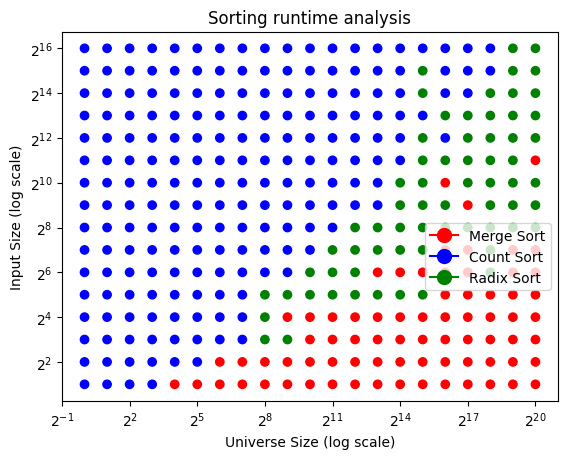 Sorting runtime analysis
Input Size (log scale)
2^16
2^14
2^12
2^10
2^8
2^6
2^4
2^2
Merge Sort
Count Sort
Radix Sort
2^-1 2^2 2^5 2^8 2^11 2^14 2^17 2^20
Universe Size (log scale)